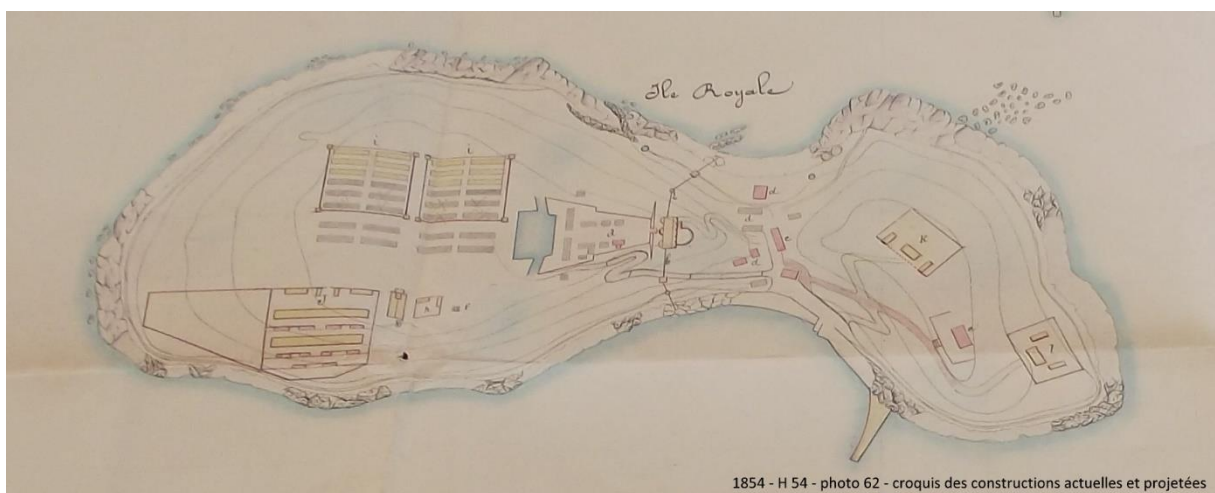 Ile Royale
i
i
d
d
d
e
d
K
1854 - H 54 - photo 62 - croquis des constructions actuelles et projetées